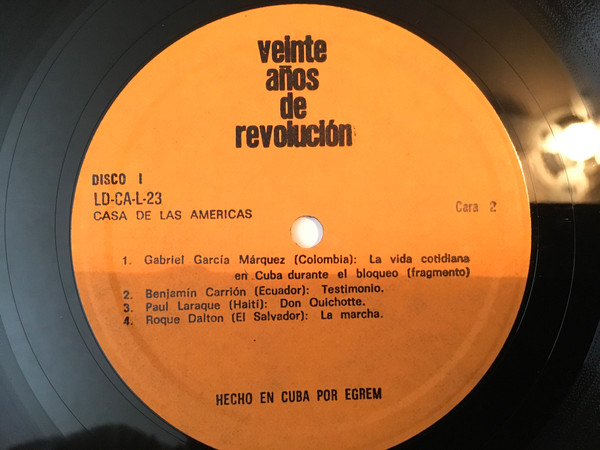 veinte
años
de
revolución
DISCO I
LD-CA-L-23
CASA DE LAS AMERICAS
Cara 2
1. Gabriel García Márquez (Colombia): La vida cotidiana
en Cuba durante el bloqueo (fragmento)
2. Benjamín Carrión (Ecuador): Testimonio.
3. Paul Laraque (Haití): Don Quichotte.
4. Roque Dalton (El Salvador): La marcha.
HECHO EN CUBA POR EGREM